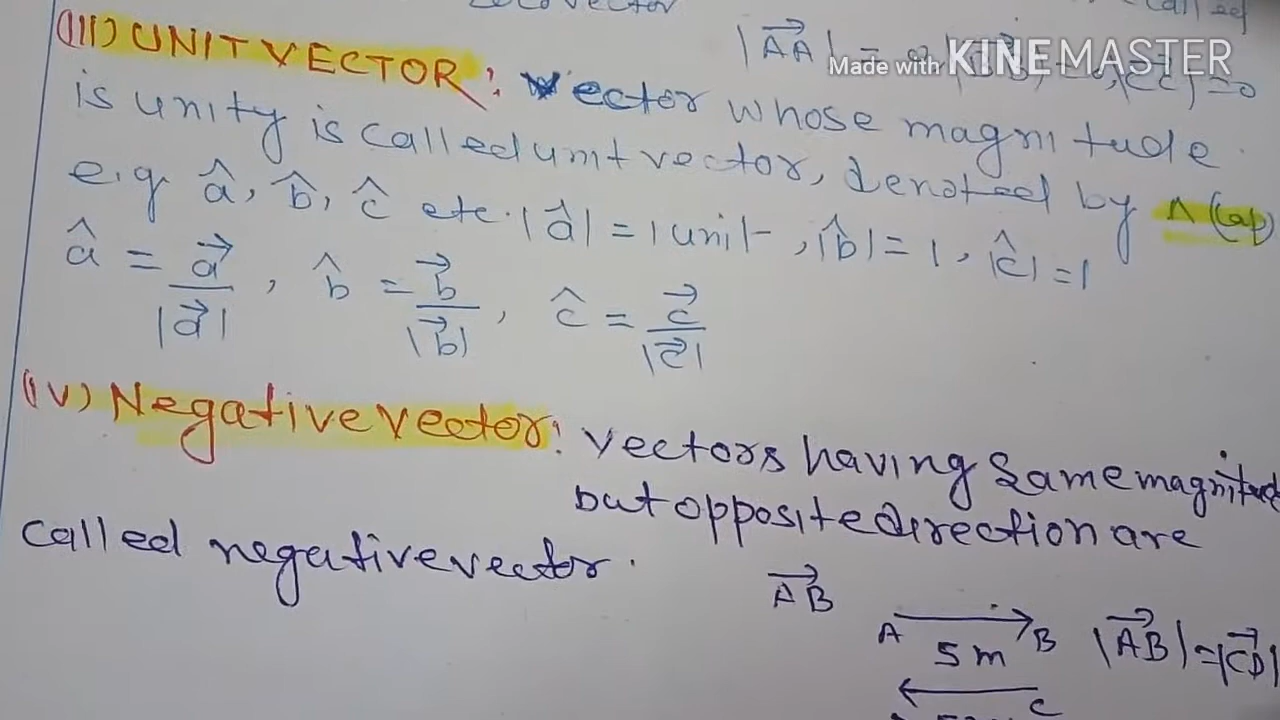 (III) UNIT VECTOR: Vector whose magnitude
is unity is called unit vector, denoted by ^ (cap)
e.g â, b̂, ĉ etc. |â| = 1 unit, |b̂| = 1, |ĉ| = 1
â = a⃗/|a⃗|, b̂ = b⃗/|b⃗|, ĉ = c⃗/|c⃗|
(IV) Negative vector: Vectors having same magnitud
but opposite direction are
called negative vector.
AB⃗
A 5 m B |AB⃗| = |CD⃗|
C
|AA⃗| =
Made with KINEMASTER